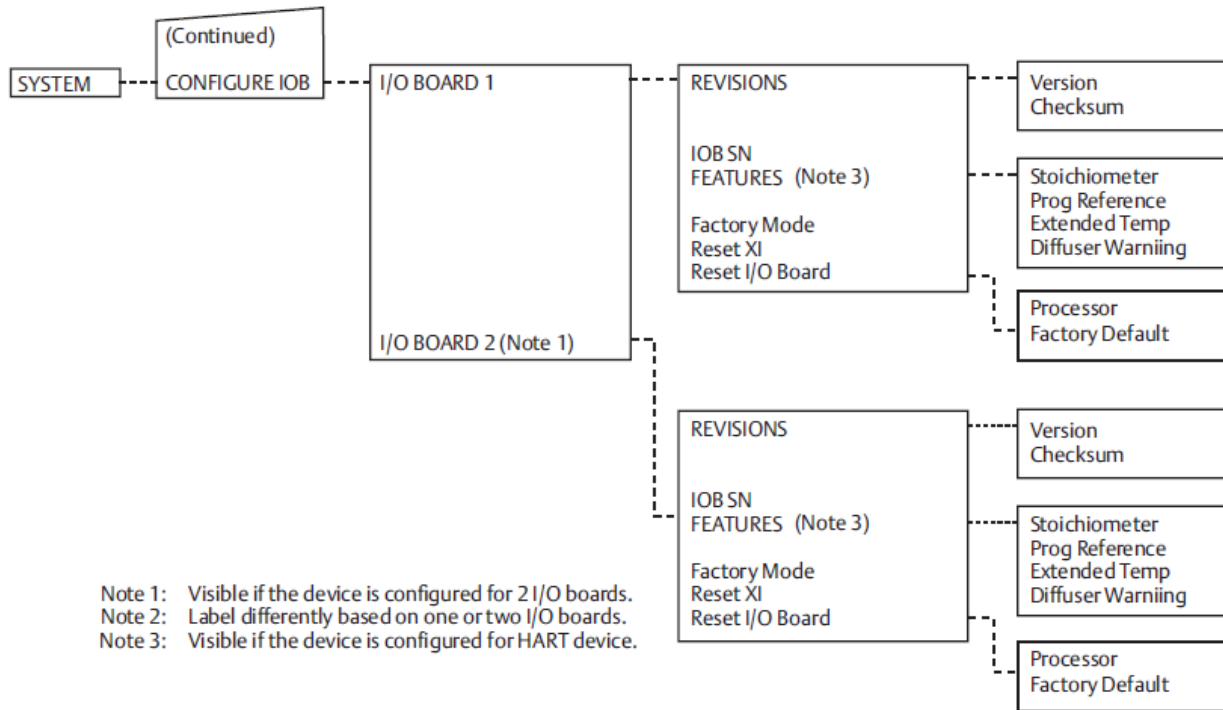 (Continued)
SYSTEM
CONFIGURE IOB
I/O BOARD 1
I/O BOARD 2 (Note 1)
REVISIONS
IOB SN
FEATURES (Note 3)
Factory Mode
Reset XI
Reset I/O Board
Version
Checksum
Stoichiometer
Prog Reference
Extended Temp
Diffuser Warniing
Processor
Factory Default
REVISIONS
IOB SN
FEATURES (Note 3)
Factory Mode
Reset XI
Reset I/O Board
Version
Checksum
Stoichiometer
Prog Reference
Extended Temp
Diffuser Warniing
Processor
Factory Default
Note 1: Visible if the device is configured for 2 I/O boards.
Note 2: Label differently based on one or two I/O boards.
Note 3: Visible if the device is configured for HART device.